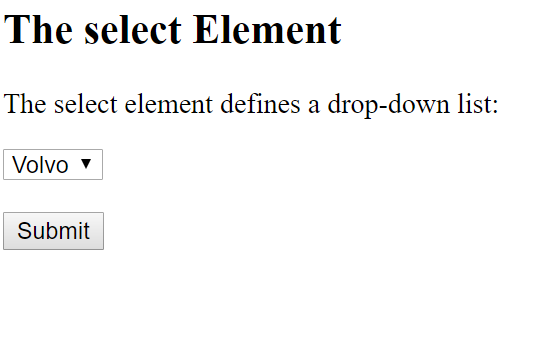 The select Element
The select element defines a drop-down list:
Volvo
Submit